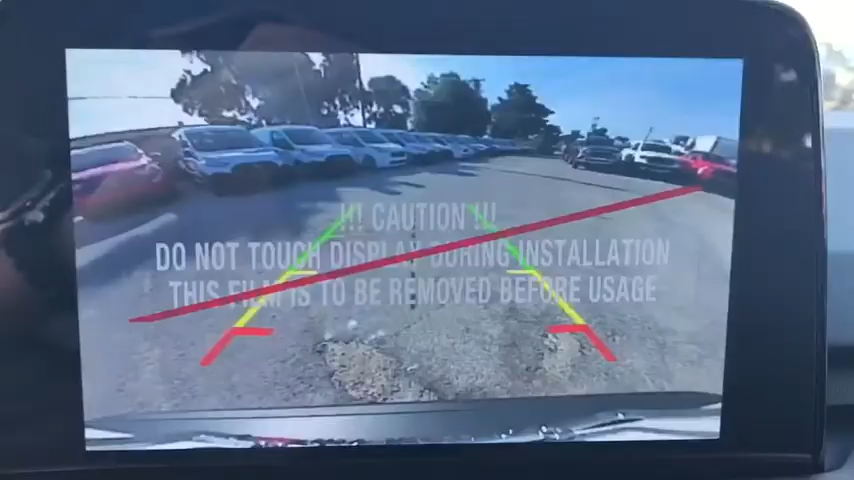 !!! CAUTION !!!
DO NOT TOUCH DISPLAY DURING INSTALLATION
THIS FILM IS TO BE REMOVED BEFORE USAGE